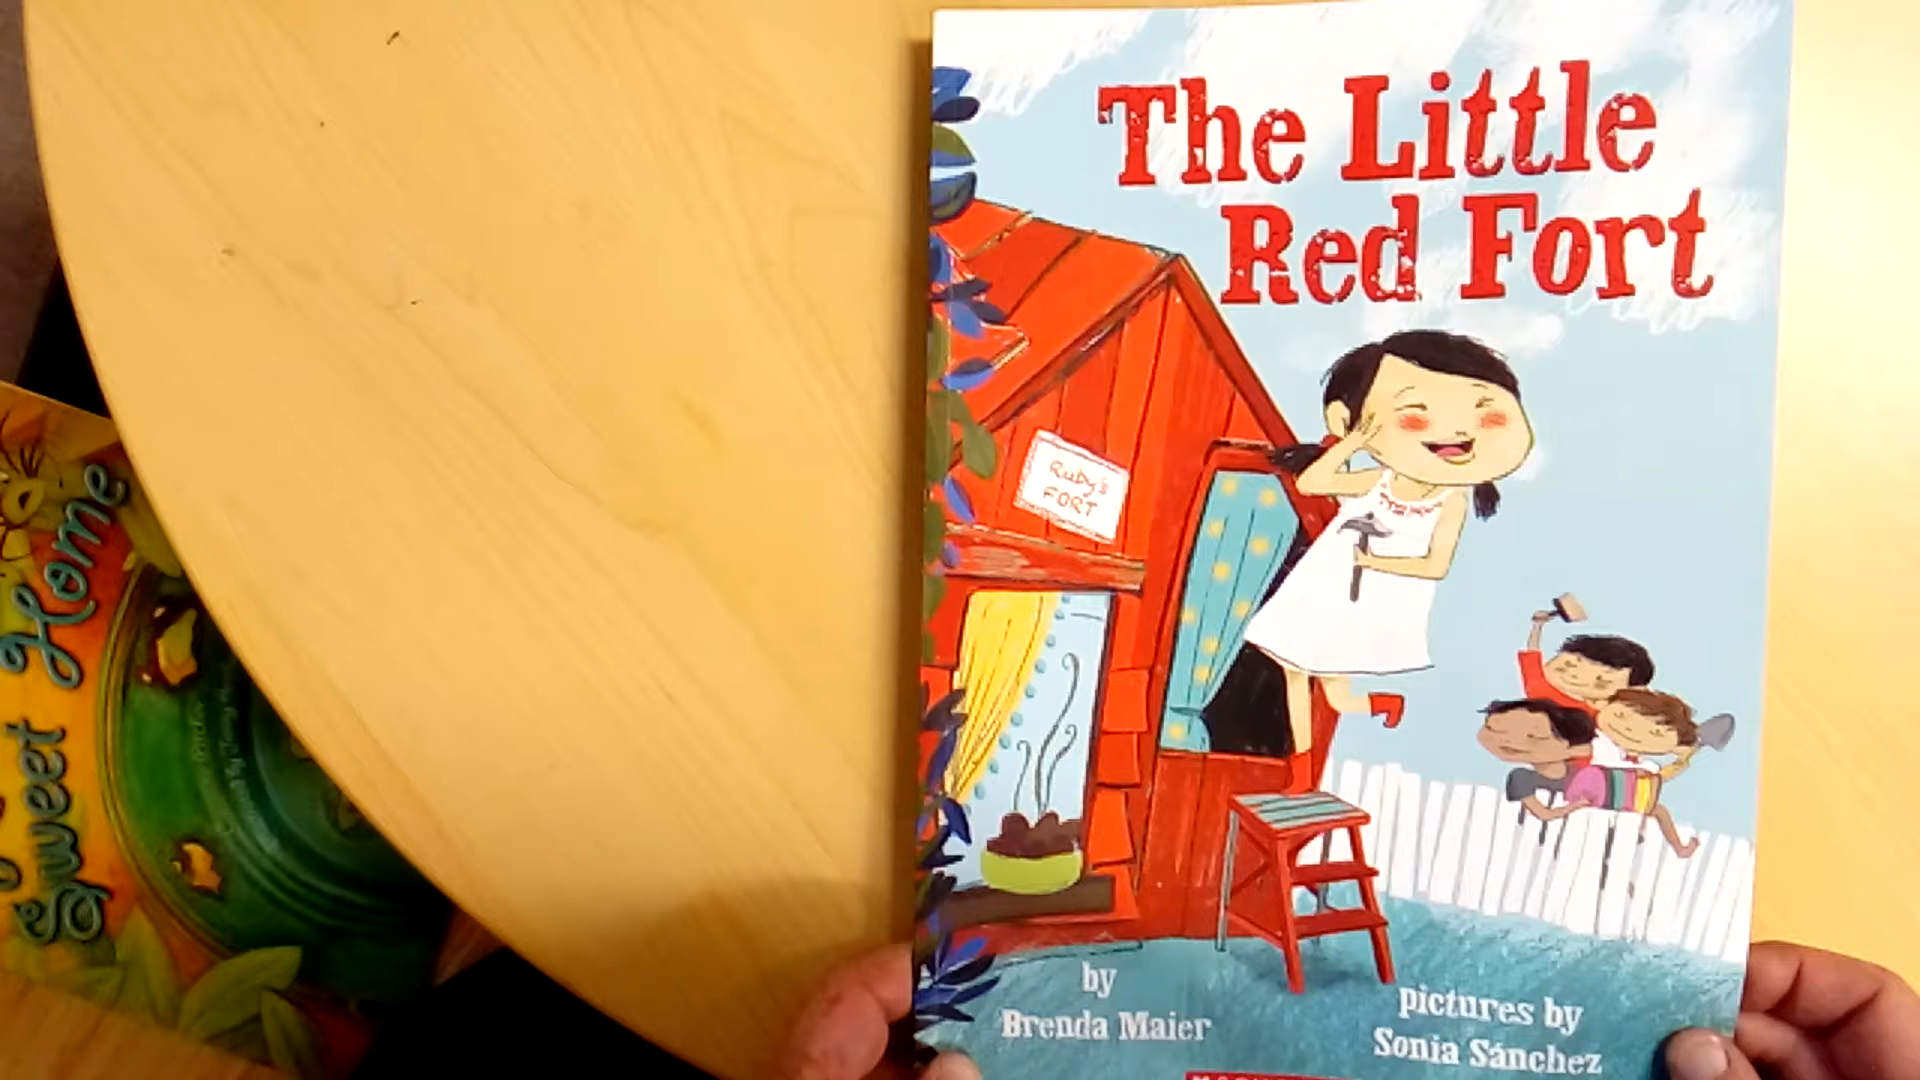 The Little
Red Fort
Ruby's
FORT
by
Brenda Maier
pictures by
Sonia Sánchez
Sweet Home